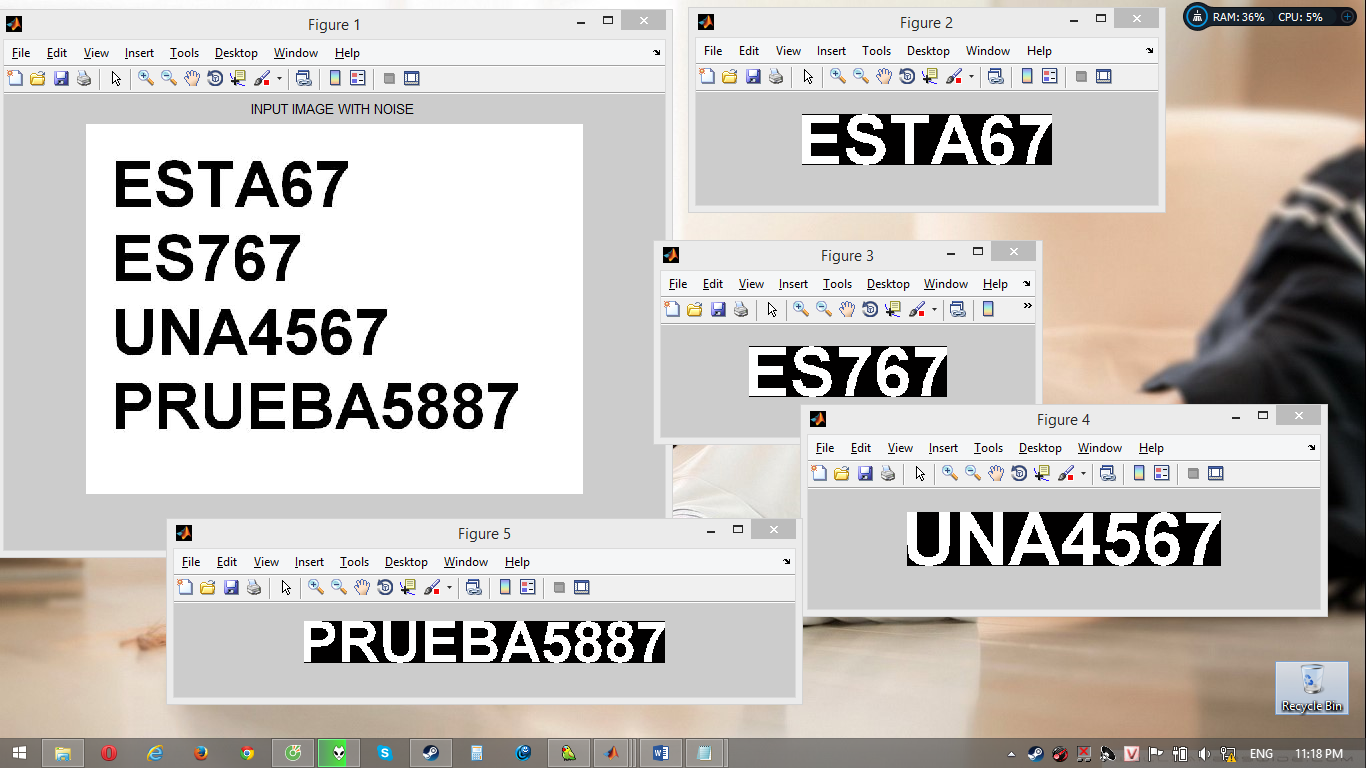 Figure 1
File Edit View Insert Tools Desktop Window Help
INPUT IMAGE WITH NOISE
ESTA67
ES767
UNA4567
PRUEBA5887
Figure 2
File Edit View Insert Tools Desktop Window Help
ESTA67
RAM: 36% CPU: 5%
Figure 3
File Edit View Insert Tools Desktop Window Help
ES767
Figure 4
File Edit View Insert Tools Desktop Window Help
UNA4567
Figure 5
File Edit View Insert Tools Desktop Window Help
PRUEBA5887
Recycle Bin
ENG 11:18 PM